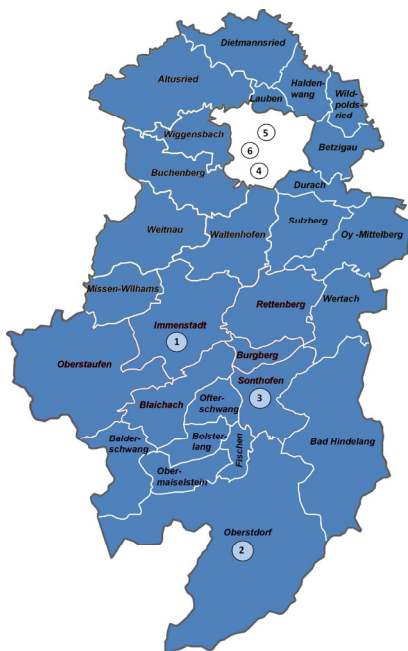 Dietmannsried
Altusried
Halden-
wang
Wild-
polds-
ried
Lauben
Wiggensbach
5
6
4
Betzigau
Buchenberg
Durach
Weitnau
Waltenhofen
Sulzberg
Oy -Mittelberg
Missen-Wilhams
Rettenberg
Wertach
Immenstadt
1
Oberstaufen
Burgberg
Sonthofen
3
Blaichach
Ofter-
schwang
Balder-
schwang
Bolster-
lang
Fischen
Bad Hindelang
Ober-
maiselstein
Oberstdorf
2